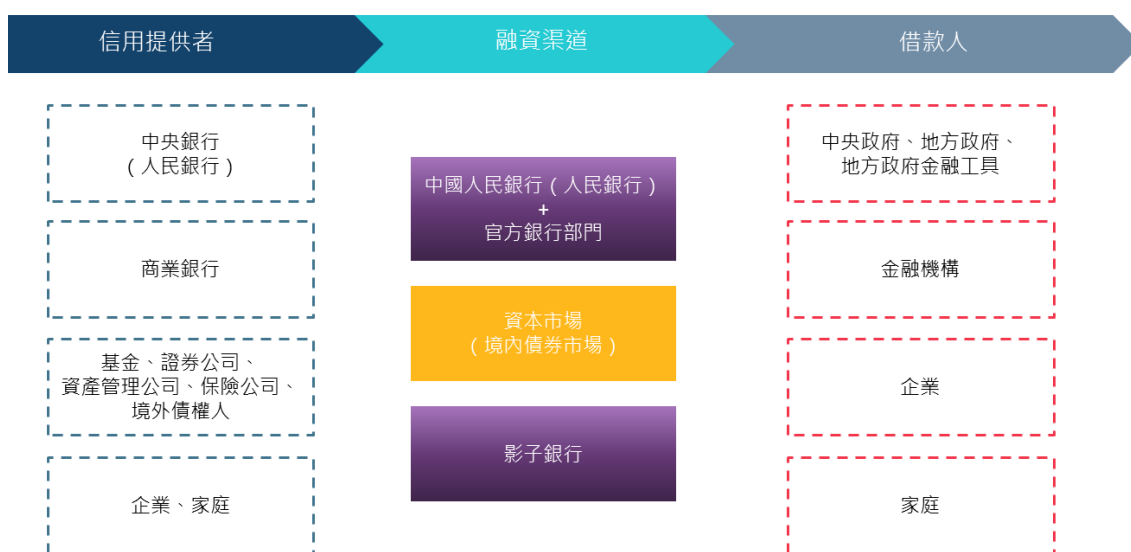 信用提供者
融資渠道
借款人
中央銀行
（人民銀行）
商業銀行
基金、證券公司、
資產管理公司、保險公司、
境外債權人
企業、家庭
中國人民銀行（人民銀行）
+
官方銀行部門
資本市場
（境內債券市場）
影子銀行
中央政府、地方政府、
地方政府金融工具
金融機構
企業
家庭